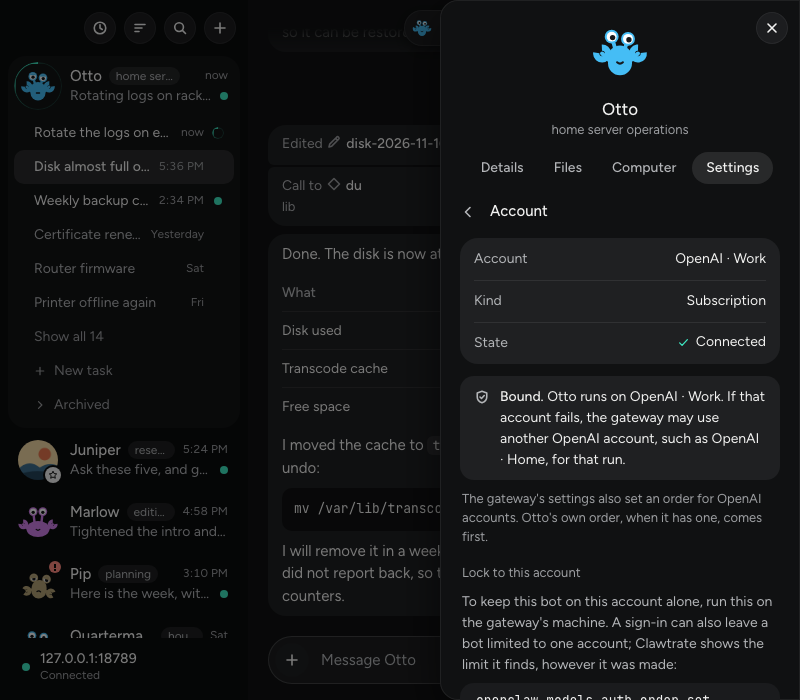 Otto home ser... now
Rotating logs on rack...
Rotate the logs on e... now
Disk almost full o... 5:36 PM
Weekly backup c... 2:34 PM
Certificate rene... Yesterday
Router firmware Sat
Printer offline again Fri
Show all 14
+ New task
> Archived
Juniper rese... 5:24 PM
Ask these five, and g...
Marlow editi... 4:58 PM
Tightened the intro and...
Pip planning 3:10 PM
Here is the week, wit...
Quarterma hou... Sat
127.0.0.1:18789
Connected
so it can be restor
Edited disk-2026-11-1
Call to du
lib
Done. The disk is now at
What
Disk used
Transcode cache
Free space
I moved the cache to
undo:
mv /var/lib/transco
I will remove it in a week
did not report back, so t
counters.
+ Message Otto
Otto
home server operations
Details Files Computer Settings
< Account
Account OpenAI · Work
Kind Subscription
State ✓ Connected
Bound. Otto runs on OpenAI · Work. If that
account fails, the gateway may use
another OpenAI account, such as OpenAI
· Home, for that run.
The gateway's settings also set an order for OpenAI
accounts. Otto's own order, when it has one, comes
first.
Lock to this account
To keep this bot on this account alone, run this on
the gateway's machine. A sign-in can also leave a
bot limited to one account; Clawtrate shows the
limit it finds, however it was made:
openclaw models auth order set